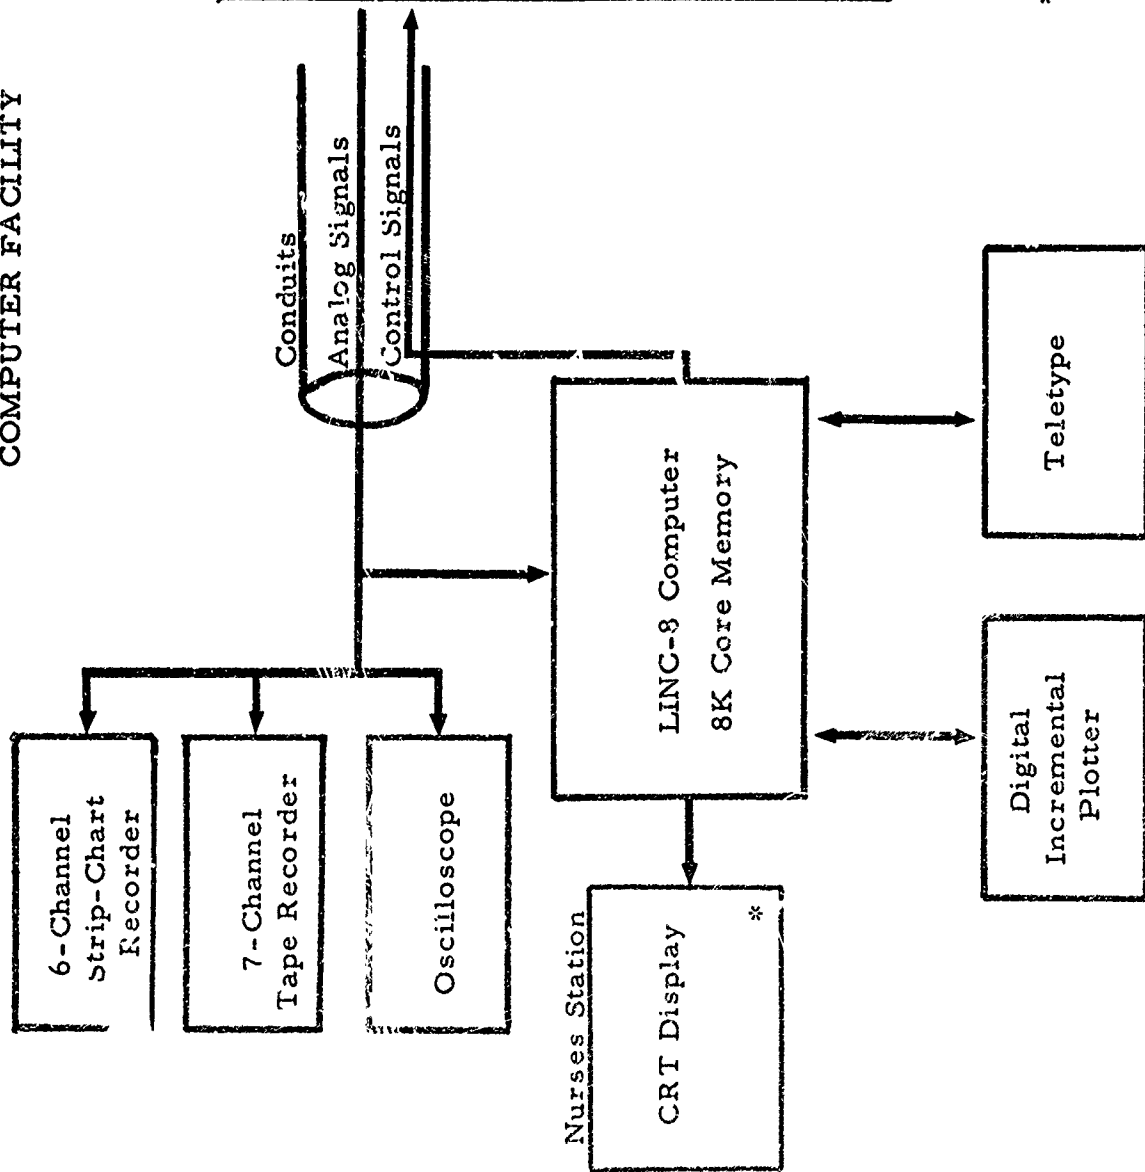 COMPUTER FACILITY
Conduits
Analog Signals
Control Signals
6-Channel
Strip-Chart
Recorder
7-Channel
Tape Recorder
Oscilloscope
LINC-8 Computer
8K Core Memory
Nurses Station
CRT Display
*
Digital
Incremental
Plotter
Teletype
*